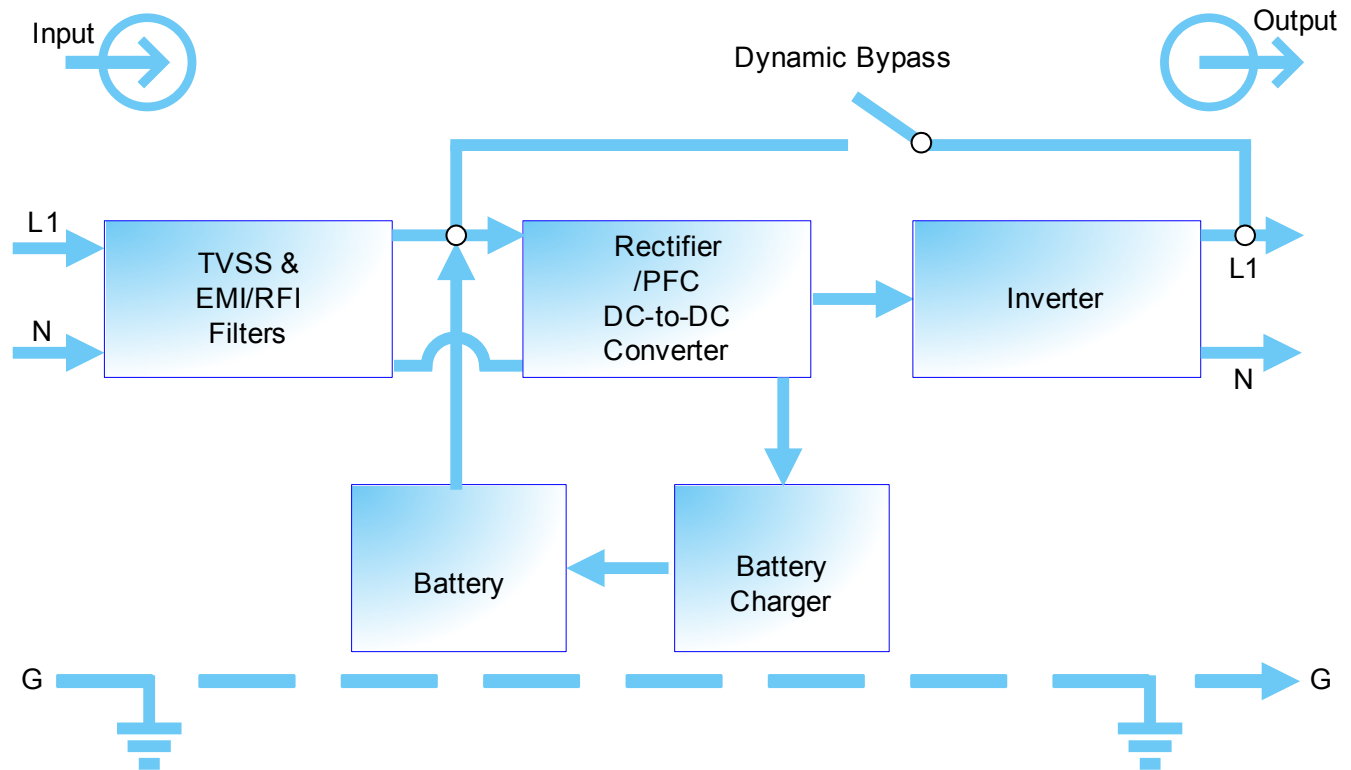 Input
Output
Dynamic Bypass
L1
TVSS &
EMI/RFI
Filters
N
Rectifier
/PFC
DC-to-DC
Converter
Inverter
L1
N
Battery
Battery
Charger
G
G